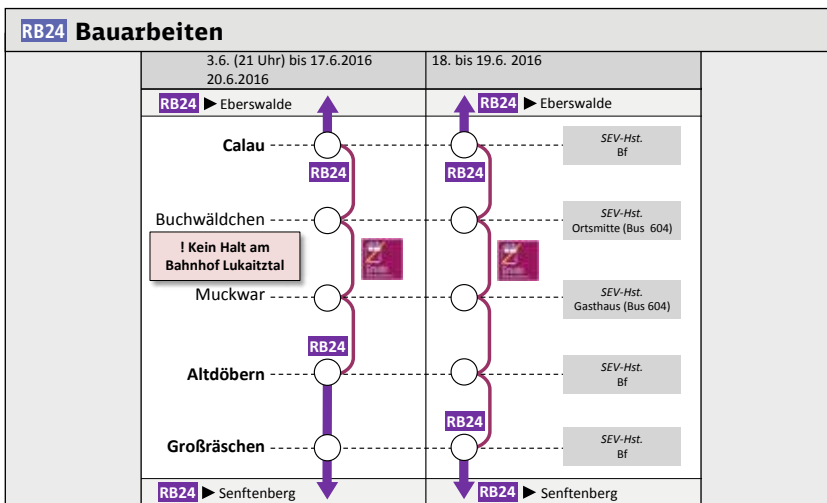 RB24 Bauarbeiten
3.6. (21 Uhr) bis 17.6.2016
20.6.2016
18. bis 19.6. 2016
RB24 ► Eberswalde
RB24 ► Eberswalde
Calau
SEV-Hst.
Bf
RB24
RB24
Buchwäldchen
SEV-Hst.
Ortsmitte (Bus 604)
! Kein Halt am
Bahnhof Lukaitztal
Muckwar
SEV-Hst.
Gasthaus (Bus 604)
RB24
Altdöbern
SEV-Hst.
Bf
RB24
Großräschen
SEV-Hst.
Bf
RB24 ► Senftenberg
RB24 ► Senftenberg